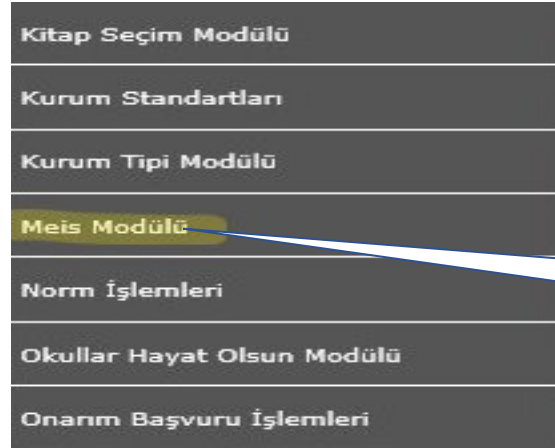 Kitap Seçim Modülü
Kurum Standartları
Kurum Tipi Modülü
Meis Modülü
Norm İşlemleri
Okullar Hayat Olsun Modülü
Onarım Başvuru İşlemleri